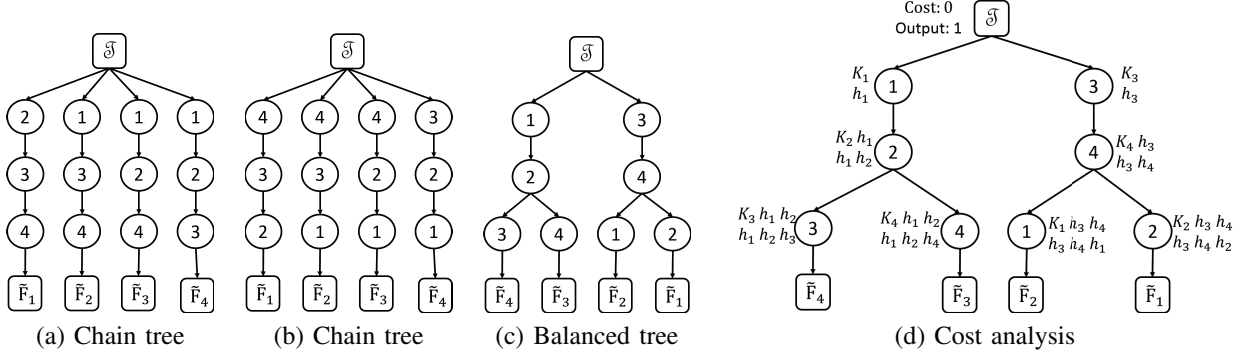 𝒯
2 1 1 1
3 3 2 2
4 4 4 3
F̃₁ F̃₂ F̃₃ F̃₄
(a) Chain tree
𝒯
4 4 4 3
3 3 2 2
2 1 1 1
F̃₁ F̃₂ F̃₃ F̃₄
(b) Chain tree
𝒯
1 3
2 4
3 4 1 2
F̃₄ F̃₃ F̃₂ F̃₁
(c) Balanced tree
Cost: 0
Output: 1
𝒯
K₁
h₁
1
3
K₃
h₃
K₂ h₁
h₁ h₂
2
4
K₄ h₃
h₃ h₄
K₃ h₁ h₂
h₁ h₂ h₃
3
K₄ h₁ h₂
h₁ h₂ h₄
4
1
K₁ h₃ h₄
h₃ h₄ h₁
2
K₂ h₃ h₄
h₃ h₄ h₂
F̃₄ F̃₃ F̃₂ F̃₁
(d) Cost analysis